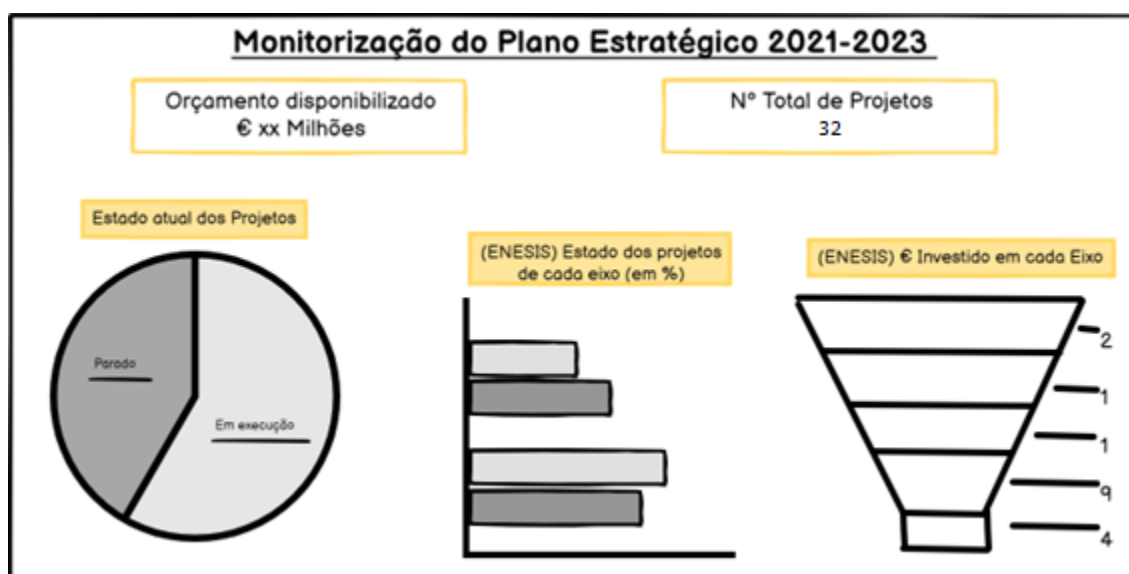 Monitorização do Plano Estratégico 2021-2023
Orçamento disponibilizado
€ xx Milhões
Nº Total de Projetos
32
Estado atual dos Projetos
Parado
Em execução
(ENESIS) Estado dos projetos
de cada eixo (em %)
(ENESIS) € Investido em cada Eixo
2
1
1
9
4